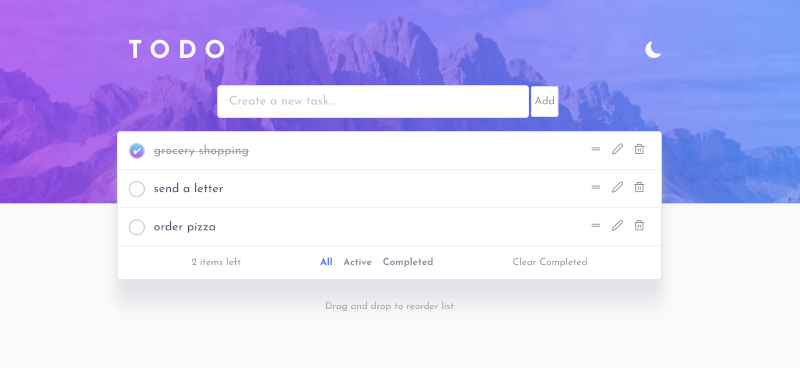 TODO
Create a new task...
Add
grocery shopping
send a letter
order pizza
2 items left All Active Completed Clear Completed
Drag and drop to reorder list